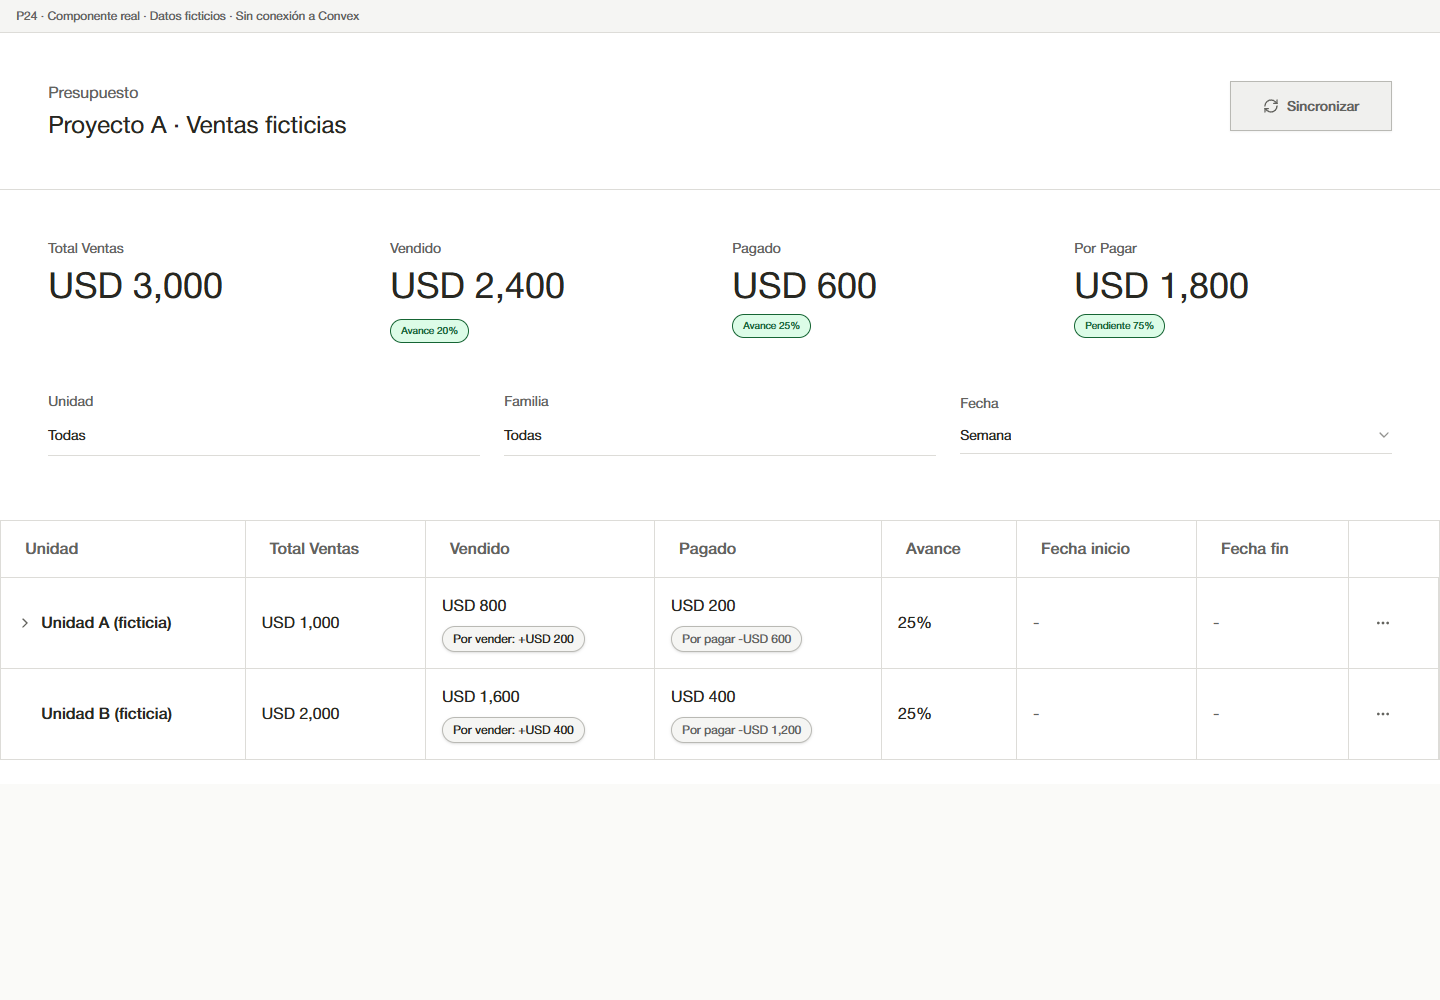 P24 · Componente real · Datos ficticios · Sin conexión a Convex
Presupuesto
Proyecto A · Ventas ficticias
Sincronizar
Total Ventas
USD 3,000
Vendido
USD 2,400
Avance 20%
Pagado
USD 600
Avance 25%
Por Pagar
USD 1,800
Pendiente 75%
Unidad
Todas
Familia
Todas
Fecha
Semana
Unidad Total Ventas Vendido Pagado Avance Fecha inicio Fecha fin
Unidad A (ficticia)
USD 1,000
USD 800
Por vender: +USD 200
USD 200
Por pagar -USD 600
25%
-
-
Unidad B (ficticia)
USD 2,000
USD 1,600
Por vender: +USD 400
USD 400
Por pagar -USD 1,200
25%
-
-